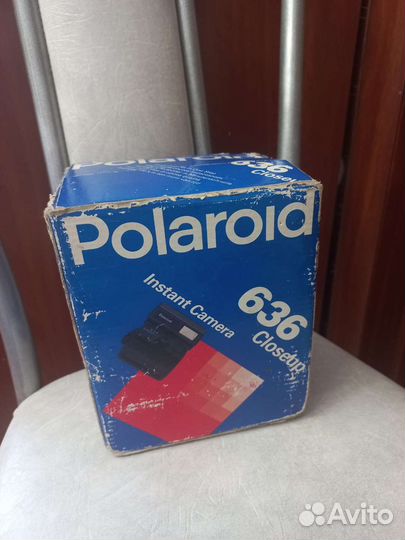 Polaroid
636
Closeup
Polaroid
Instant Camera
636
Closeup
Avito